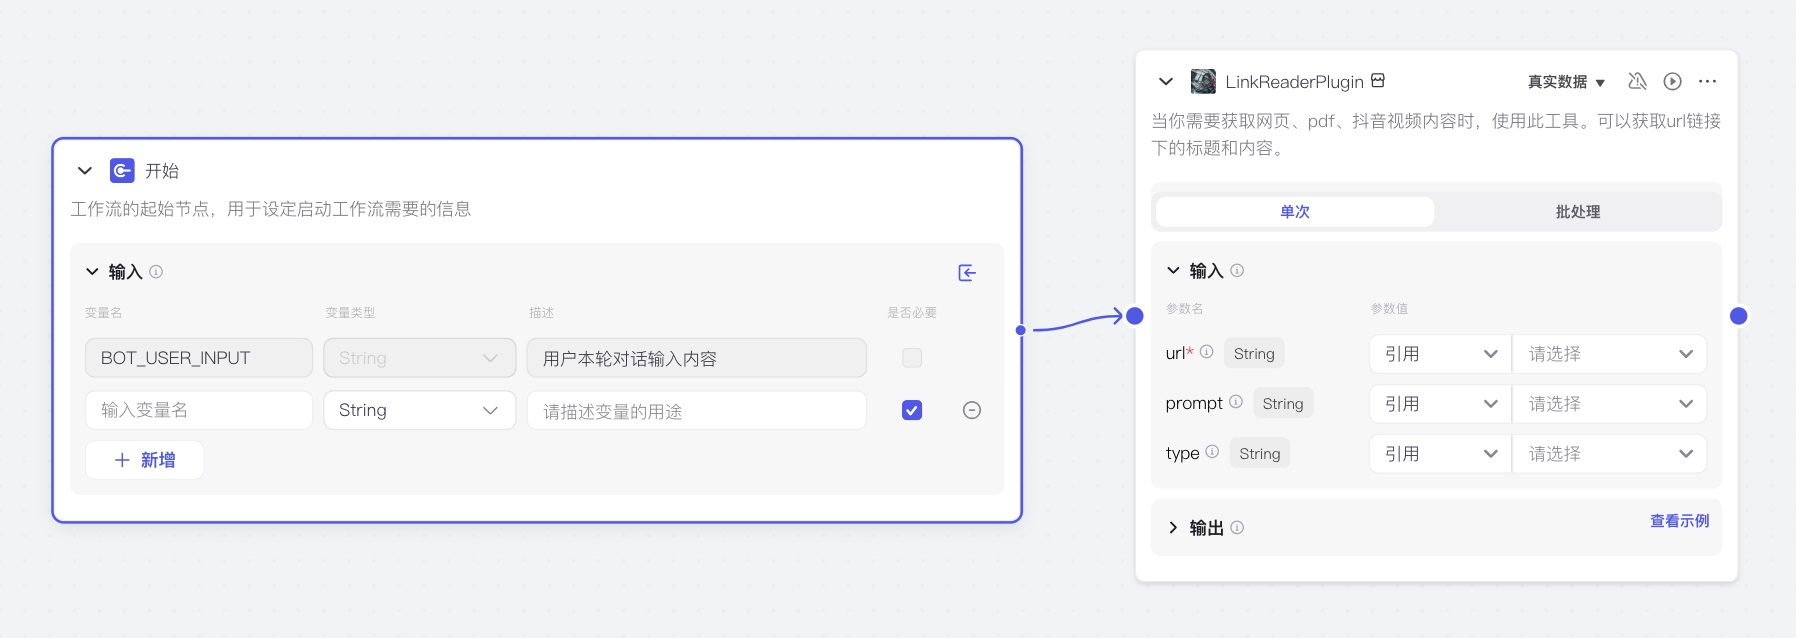 开始
工作流的起始节点，用于设定启动工作流需要的信息
输入
变量名 变量类型 描述 是否必要
BOT_USER_INPUT String 用户本轮对话输入内容
输入变量名 String 请描述变量的用途
新增
LinkReaderPlugin 真实数据
当你需要获取网页、pdf、抖音视频内容时，使用此工具。可以获取url链接
下的标题和内容。
单次 批处理
输入
参数名 参数值
url* String 引用 请选择
prompt String 引用 请选择
type String 引用 请选择
输出 查看示例